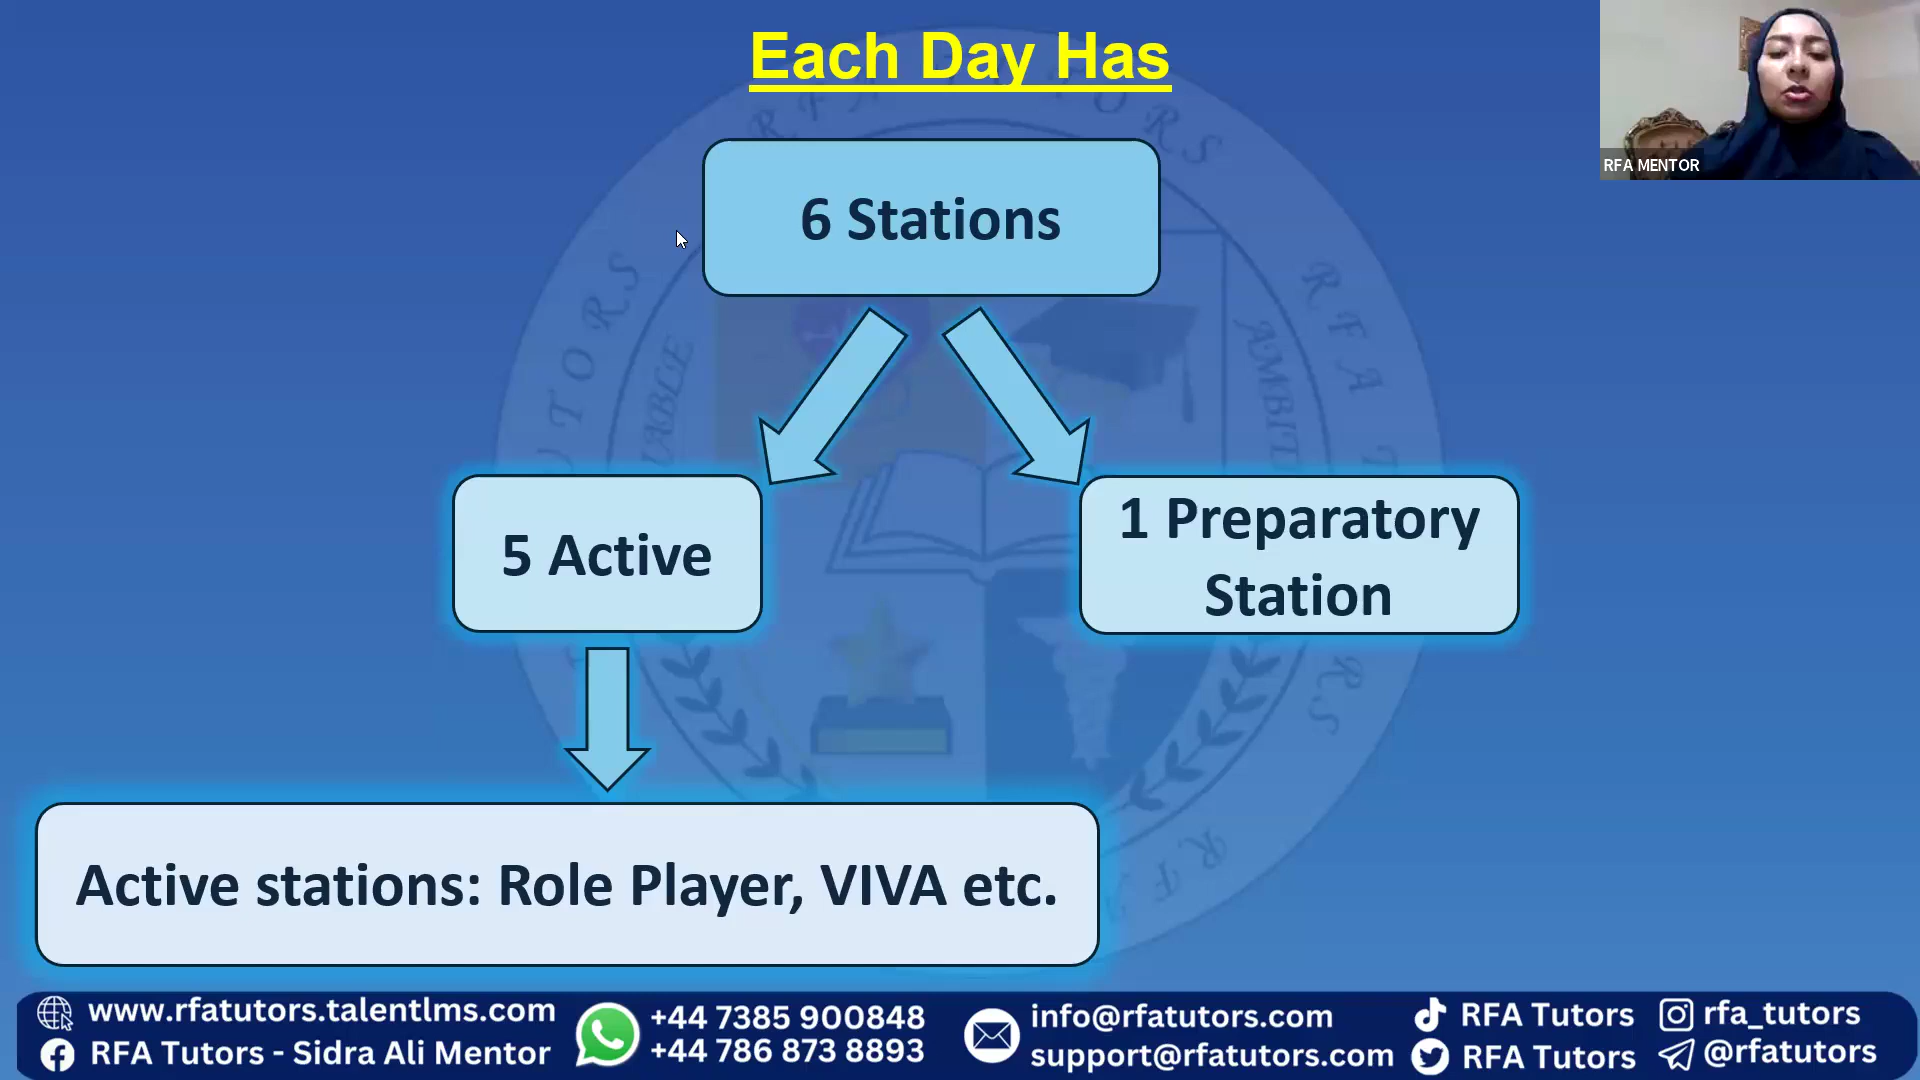 Each Day Has
RFA MENTOR
6 Stations
5 Active
1 Preparatory
Station
Active stations: Role Player, VIVA etc.
www.rfatutors.talentlms.com
RFA Tutors - Sidra Ali Mentor
+44 7385 900848
+44 786 873 8893
info@rfatutors.com
support@rfatutors.com
RFA Tutors
RFA Tutors
rfa_tutors
@rfatutors